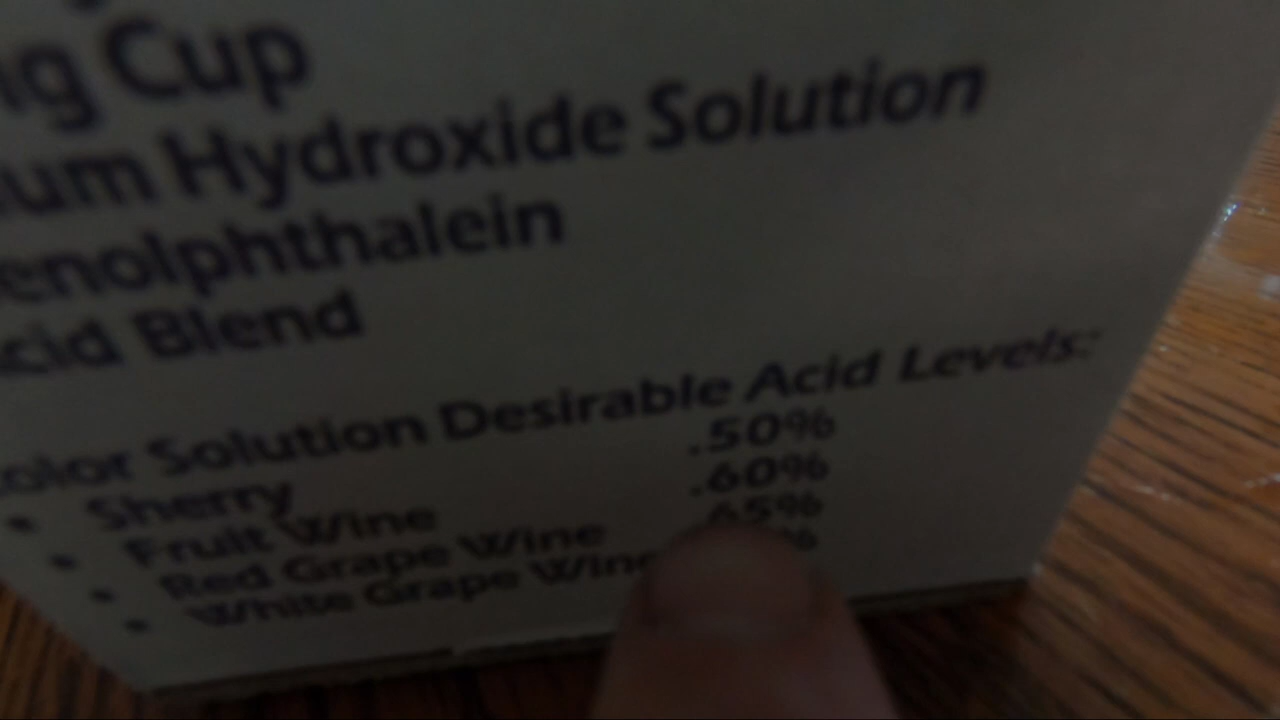 ng Cup
um Hydroxide Solution
enolphthalein
cid Blend
olor Solution Desirable Acid Levels:
• Sherry .50%
• Fruit Wine .60%
• Red Grape Wine .65%
• White Grape Wine %